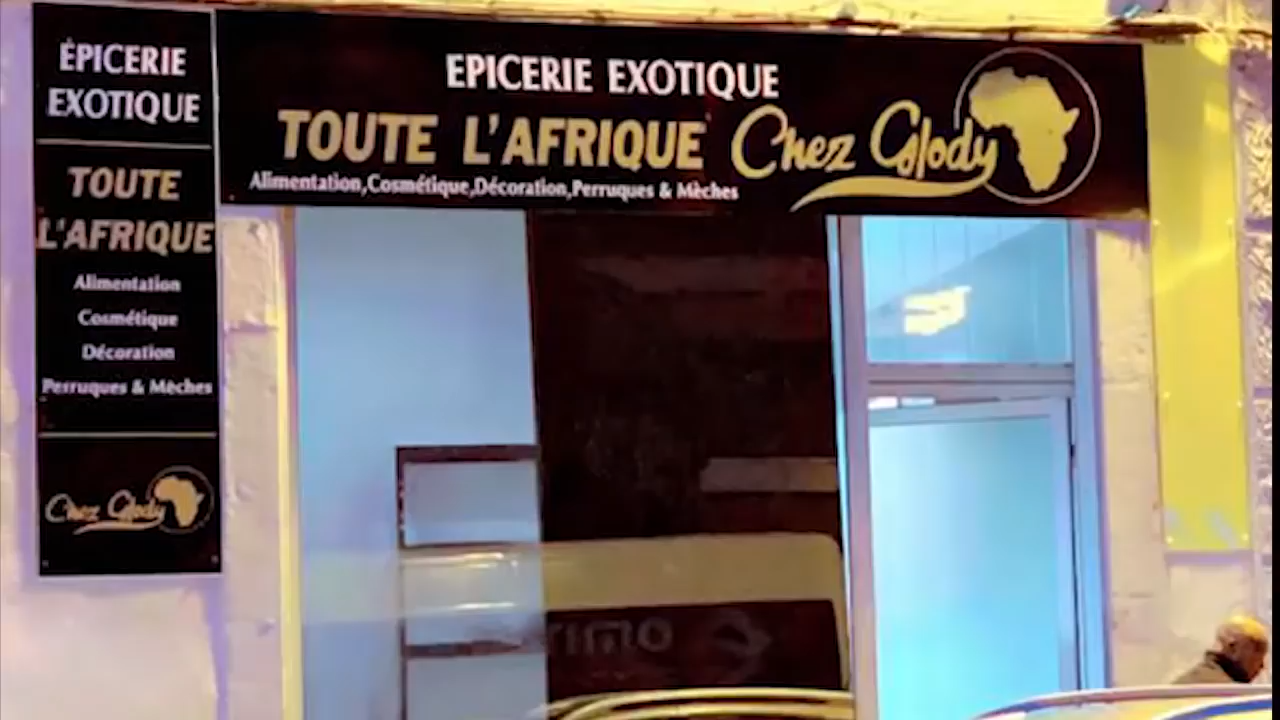 ÉPICERIE
EXOTIQUE
TOUTE
L'AFRIQUE
Alimentation
Cosmétique
Décoration
Perruques & Mèches
Chez Glody
EPICERIE EXOTIQUE
TOUTE L'AFRIQUE Chez Glody
Alimentation,Cosmétique,Décoration,Perruques & Mèches